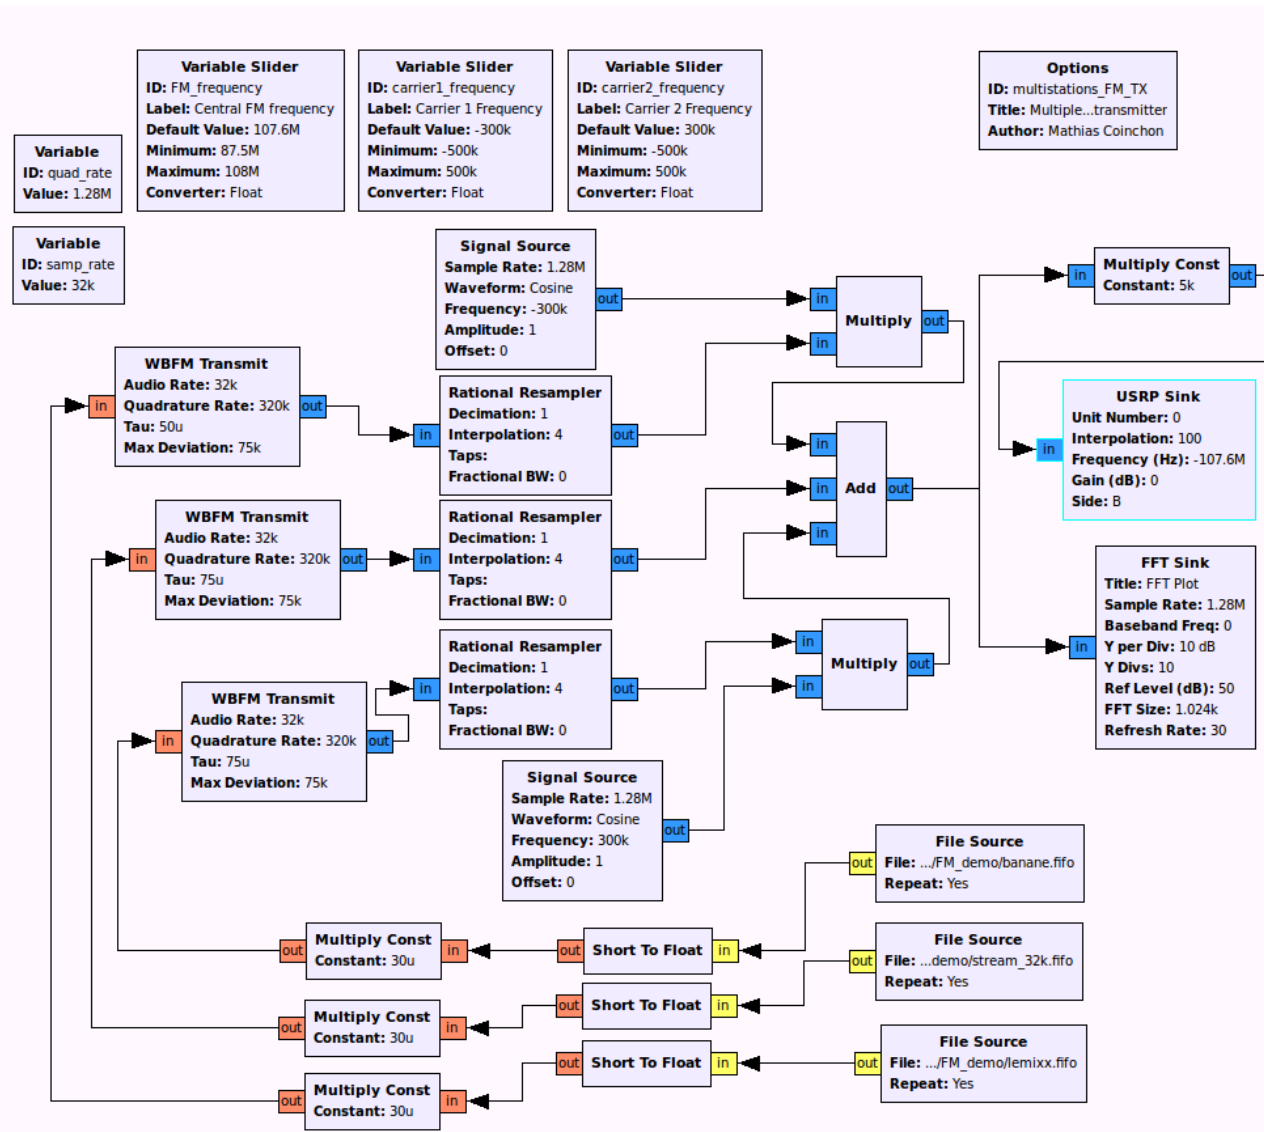 Variable Slider
ID: FM_frequency
Label: Central FM frequency
Default Value: 107.6M
Minimum: 87.5M
Maximum: 108M
Converter: Float
Variable Slider
ID: carrier1_frequency
Label: Carrier 1 Frequency
Default Value: -300k
Minimum: -500k
Maximum: 500k
Converter: Float
Variable Slider
ID: carrier2_frequency
Label: Carrier 2 Frequency
Default Value: 300k
Minimum: -500k
Maximum: 500k
Converter: Float
Options
ID: multistations_FM_TX
Title: Multiple...transmitter
Author: Mathias Coinchon
Variable
ID: quad_rate
Value: 1.28M
Variable
ID: samp_rate
Value: 32k
Signal Source
Sample Rate: 1.28M
Waveform: Cosine
Frequency: -300k
Amplitude: 1
Offset: 0
out
in
in
Multiply
out
in
Multiply Const
Constant: 5k
out
in
WBFM Transmit
Audio Rate: 32k
Quadrature Rate: 320k
Tau: 50u
Max Deviation: 75k
out
in
Rational Resampler
Decimation: 1
Interpolation: 4
Taps:
Fractional BW: 0
out
in
in
in
Add
out
in
USRP Sink
Unit Number: 0
Interpolation: 100
Frequency (Hz): -107.6M
Gain (dB): 0
Side: B
in
WBFM Transmit
Audio Rate: 32k
Quadrature Rate: 320k
Tau: 75u
Max Deviation: 75k
out
in
Rational Resampler
Decimation: 1
Interpolation: 4
Taps:
Fractional BW: 0
out
in
FFT Sink
Title: FFT Plot
Sample Rate: 1.28M
Baseband Freq: 0
Y per Div: 10 dB
Y Divs: 10
Ref Level (dB): 50
FFT Size: 1.024k
Refresh Rate: 30
in
WBFM Transmit
Audio Rate: 32k
Quadrature Rate: 320k
Tau: 75u
Max Deviation: 75k
out
in
Rational Resampler
Decimation: 1
Interpolation: 4
Taps:
Fractional BW: 0
out
in
in
Multiply
out
Signal Source
Sample Rate: 1.28M
Waveform: Cosine
Frequency: 300k
Amplitude: 1
Offset: 0
out
out
File Source
File: .../FM_demo/banane.fifo
Repeat: Yes
out
Multiply Const
Constant: 30u
in
out
Short To Float
in
out
File Source
File: ...demo/stream_32k.fifo
Repeat: Yes
out
Multiply Const
Constant: 30u
in
out
Short To Float
in
out
File Source
File: .../FM_demo/lemixx.fifo
Repeat: Yes
out
Multiply Const
Constant: 30u
in
out
Short To Float
in